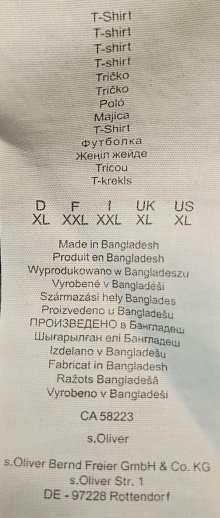 T-Shirt
T-shirt
T-shirt
T-shirt
Tričko
Tričko
Poló
Majica
T-Shirt
Футболка
Жеңіл жейде
Tricou
T-krekls
D F I UK US
XL XXL XXL XL XL
Made in Bangladesh
Produit en Bangladesh
Wyprodukowano w Bangladeszu
Vyrobené v Bangladéši
Származási hely Banglades
Proizvedeno u Bangladešu
ПРОИЗВЕДЕНО в Бангладеш
Шығарылған елі Бангладеш
Izdelano v Bangladešu
Fabricat in Bangladesh
Ražots Bangladešā
Vyrobeno v Bangladéši
CA 58223
s.Oliver
s.Oliver Bernd Freier GmbH & Co. KG
s.Oliver Str. 1
DE - 97228 Rottendorf